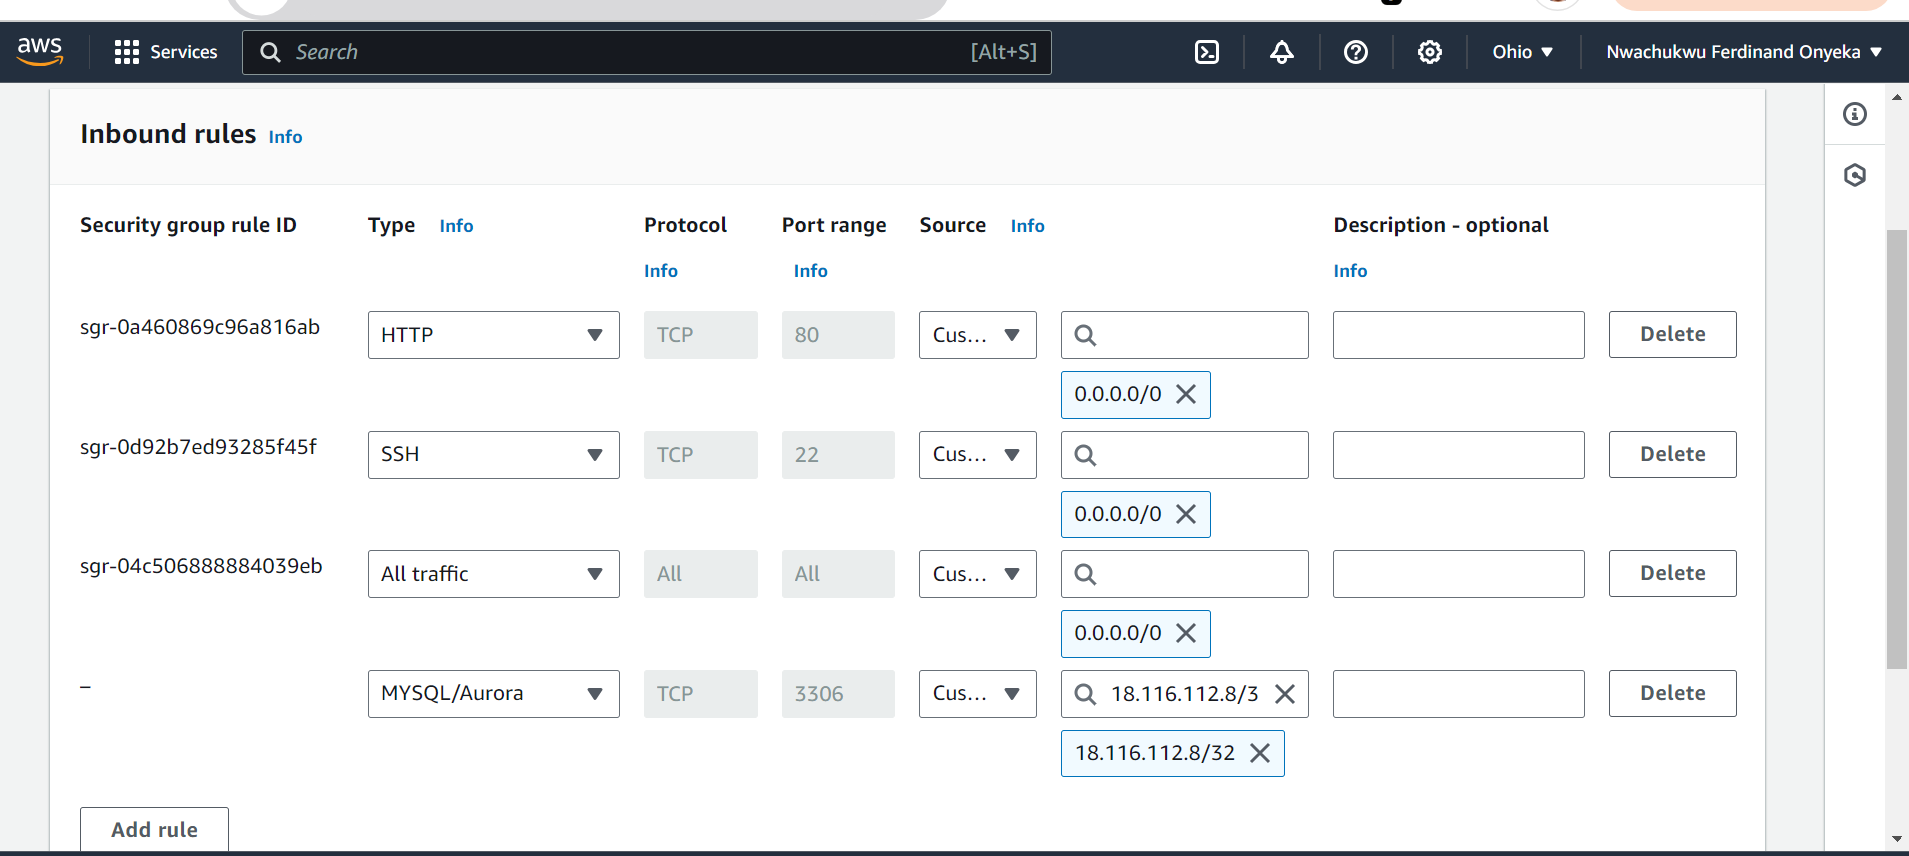 aws Services Search [Alt+S] Ohio Nwachukwu Ferdinand Onyeka
Inbound rules Info
Security group rule ID Type Info Protocol Port range Source Info Description - optional
Info Info Info
sgr-0a460869c96a816ab HTTP TCP 80 Cus... Delete
0.0.0.0/0
sgr-0d92b7ed93285f45f SSH TCP 22 Cus... Delete
0.0.0.0/0
sgr-04c506888884039eb All traffic All All Cus... Delete
0.0.0.0/0
– MYSQL/Aurora TCP 3306 Cus... 18.116.112.8/3 Delete
18.116.112.8/32
Add rule